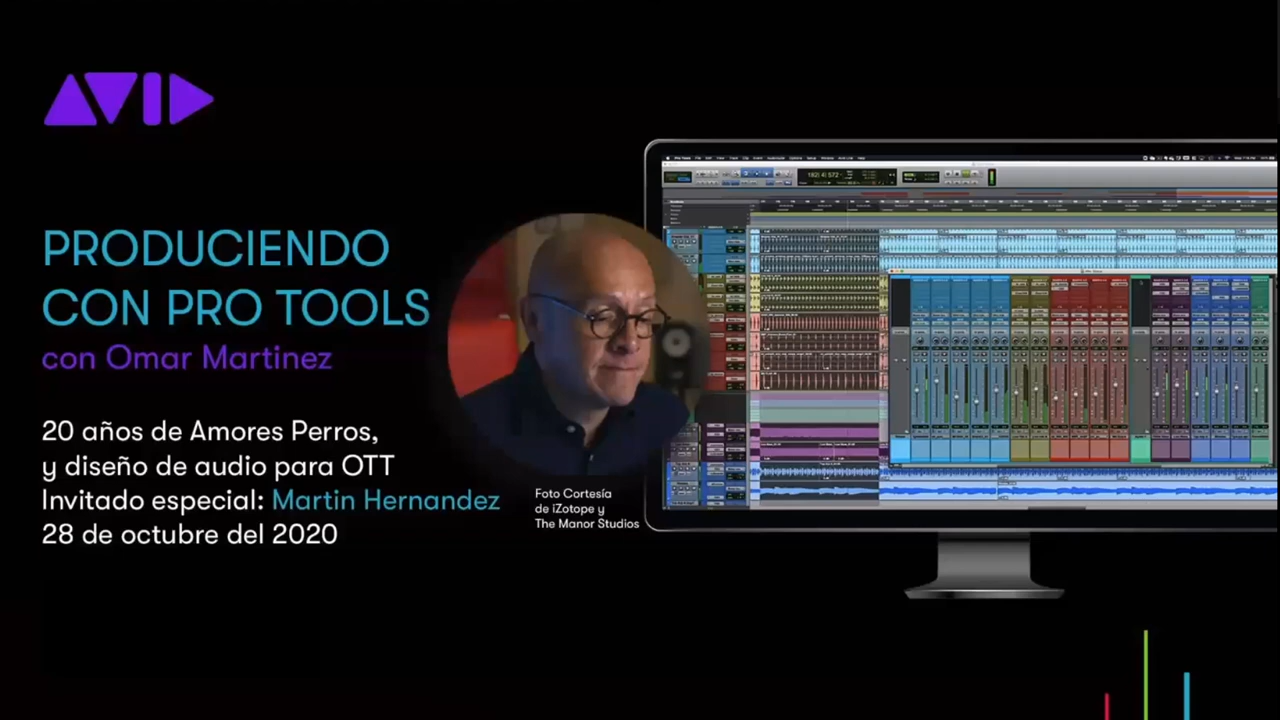 AVID
PRODUCIENDO
CON PRO TOOLS
con Omar Martinez
20 años de Amores Perros,
y diseño de audio para OTT
Invitado especial: Martin Hernandez
28 de octubre del 2020
Foto Cortesía
de iZotope y
The Manor Studios